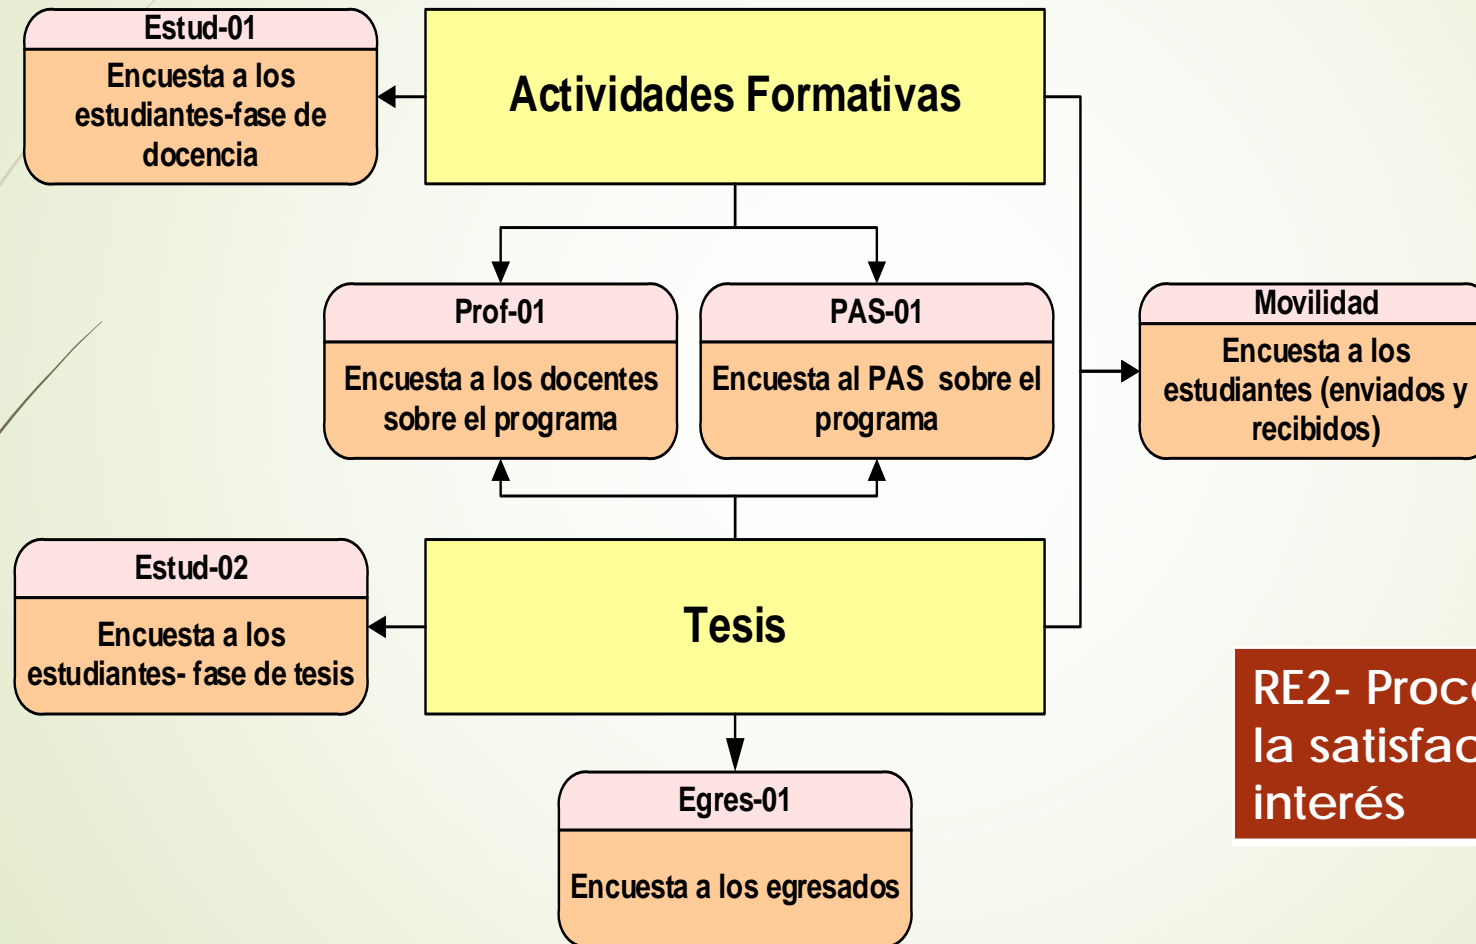 Estud-01
Encuesta a los
estudiantes-fase de
docencia
Actividades Formativas
Prof-01
Encuesta a los docentes
sobre el programa
PAS-01
Encuesta al PAS sobre el
programa
Movilidad
Encuesta a los
estudiantes (enviados y
recibidos)
Estud-02
Encuesta a los
estudiantes- fase de tesis
Tesis
RE2-
la
interés
Egres-01
Encuesta a los egresados